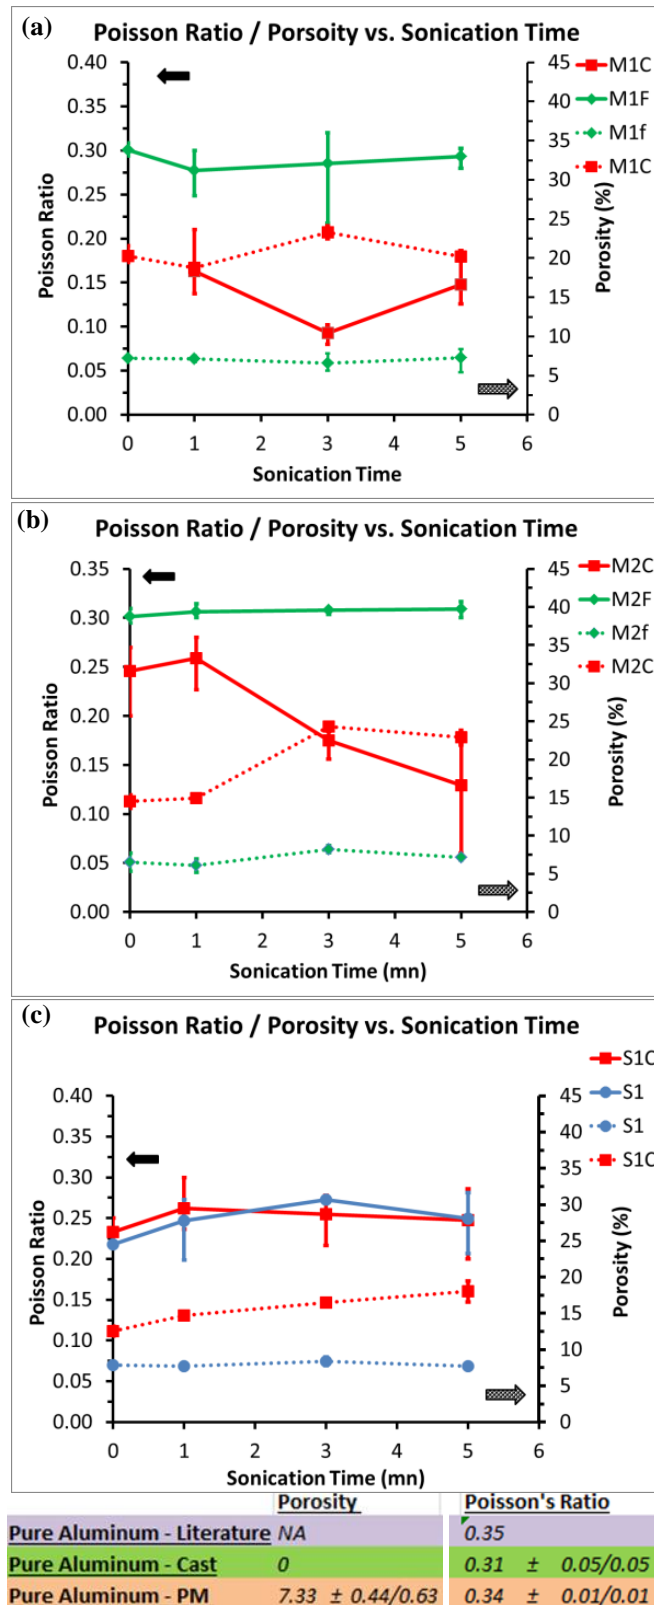 (a)
Poisson Ratio / Porsoity vs. Sonication Time
0.40
0.35
0.30
0.25
0.20
0.15
0.10
0.05
0.00
Poisson Ratio
45
40
35
30
25
20
15
10
5
0
Porosity (%)
M1C
M1F
M1f
M1C
0 1 2 3 4 5 6
Sonication Time
(b)
Poisson Ratio / Porosity vs. Sonication Time
0.35
0.30
0.25
0.20
0.15
0.10
0.05
0.00
Poisson Ratio
45
40
35
30
25
20
15
10
5
0
Porosity (%)
M2C
M2F
M2f
M2C
0 1 2 3 4 5 6
Sonication Time (mn)
(c)
Poisson Ratio / Porosity vs. Sonication Time
0.40
0.35
0.30
0.25
0.20
0.15
0.10
0.05
0.00
Poisson Ratio
45
40
35
30
25
20
15
10
5
0
Porosity (%)
S1C
S1
S1
S1C
0 1 2 3 4 5 6
Sonication Time (mn)
Porosity Poisson's Ratio
Pure Aluminum - Literature NA 0.35
Pure Aluminum - Cast 0 0.31 ± 0.05/0.05
Pure Aluminum - PM 7.33 ± 0.44/0.63 0.34 ± 0.01/0.01